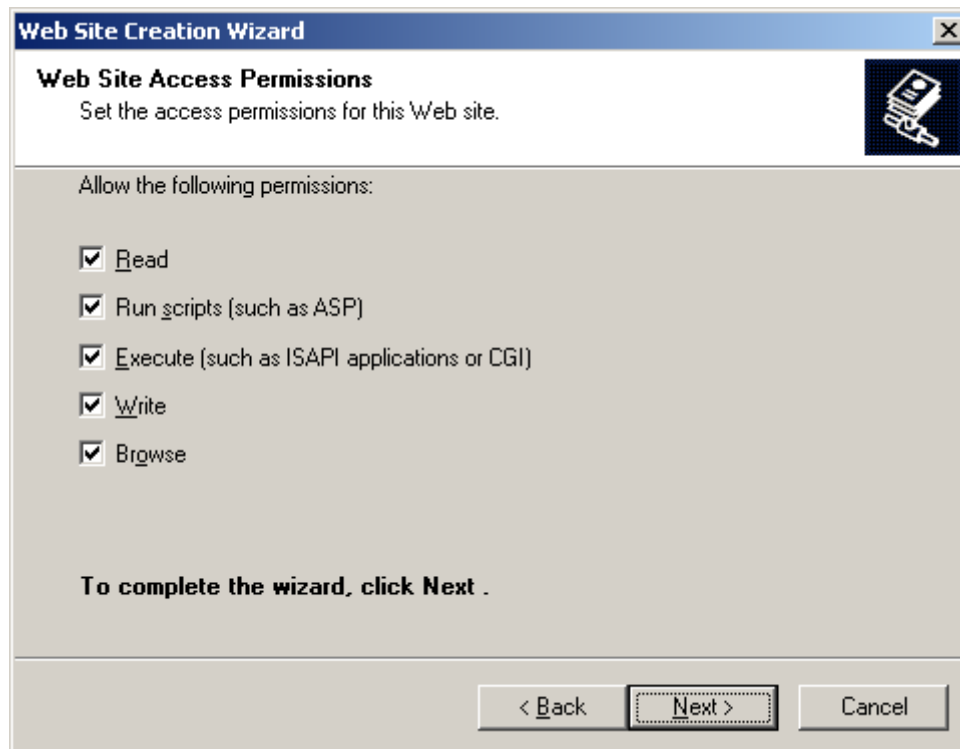 Web Site Creation Wizard
Web Site Access Permissions
Set the access permissions for this Web site.
Allow the following permissions:
Read
Run scripts (such as ASP)
Execute (such as ISAPI applications or CGI)
Write
Browse
To complete the wizard, click Next .
< Back Next > Cancel